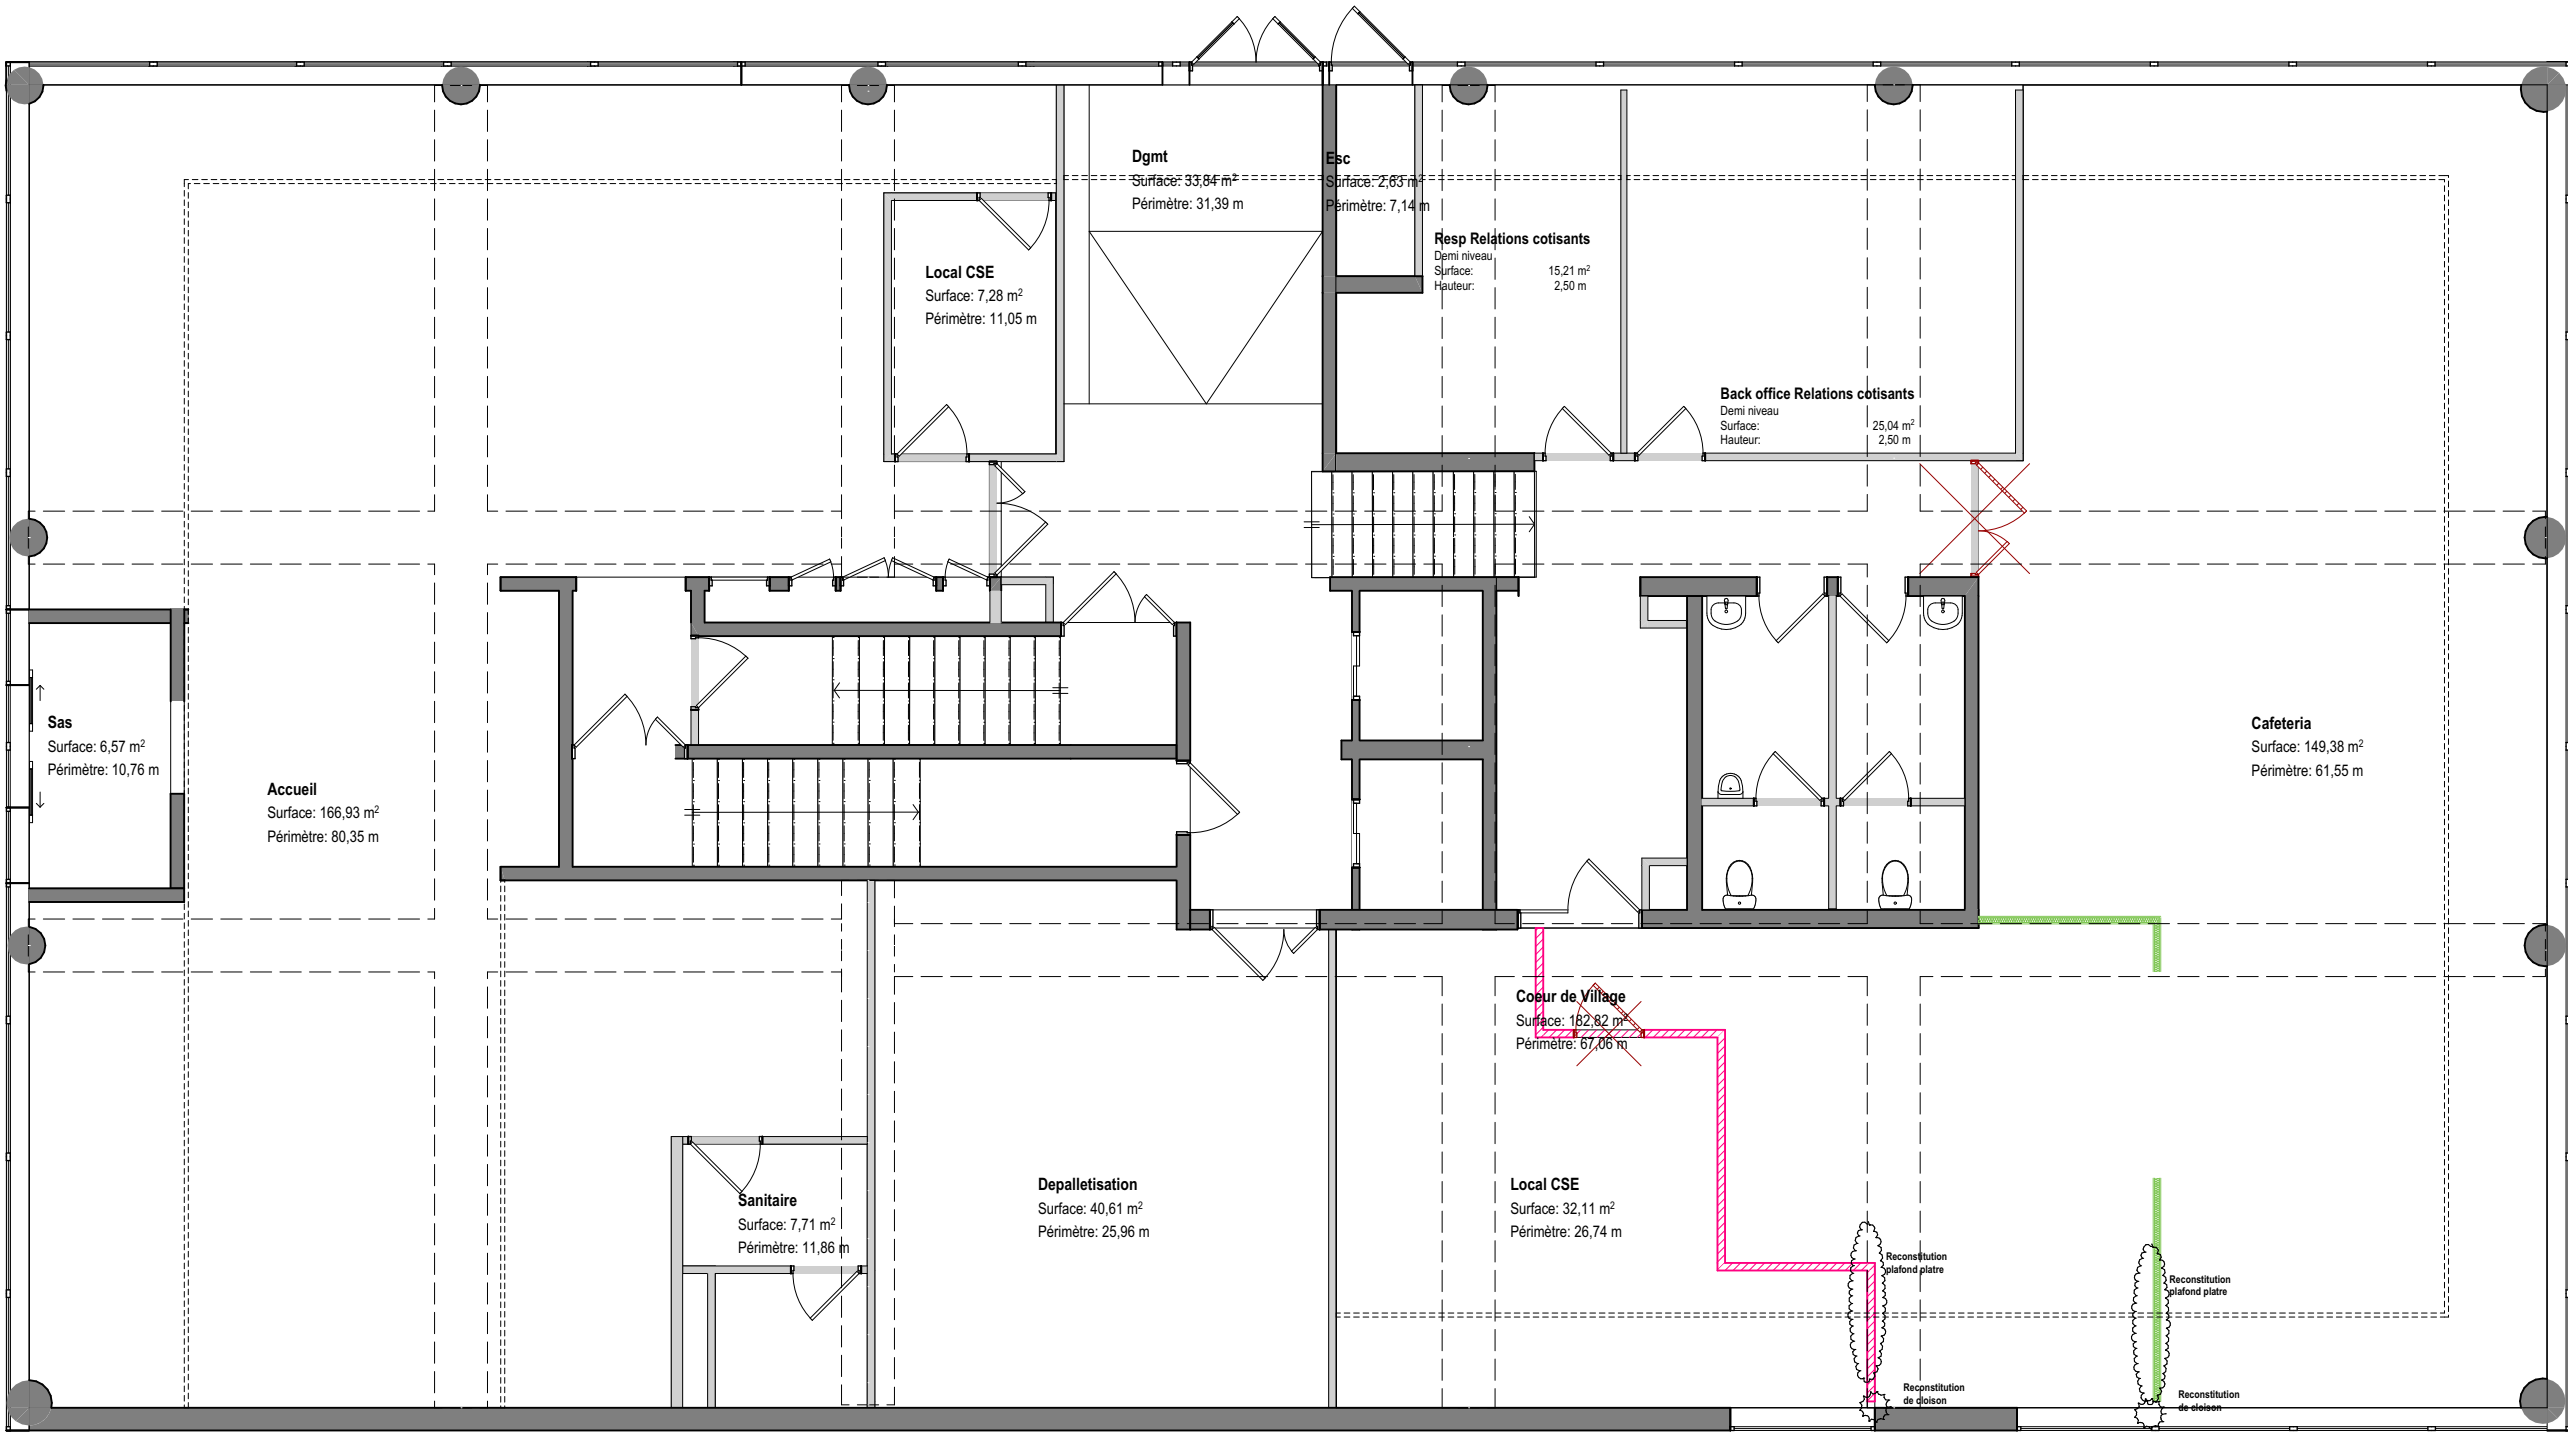 Dgmt
Surface: 33,84 m²
Périmètre: 31,39 m
Esc
Surface: 2,63 m²
Périmètre: 7,14 m
Resp Relations cotisants
Demi niveau
Surface: 15,21 m²
Hauteur: 2,50 m
Local CSE
Surface: 7,28 m²
Périmètre: 11,05 m
Back office Relations cotisants
Demi niveau
Surface: 25,04 m²
Hauteur: 2,50 m
Sas
Surface: 6,57 m²
Périmètre: 10,76 m
Accueil
Surface: 166,93 m²
Périmètre: 80,35 m
Cafeteria
Surface: 149,38 m²
Périmètre: 61,55 m
Coeur de Village
Surface: 182,82 m²
Périmètre: 67,06 m
Sanitaire
Surface: 7,71 m²
Périmètre: 11,86 m
Depalletisation
Surface: 40,61 m²
Périmètre: 25,96 m
Local CSE
Surface: 32,11 m²
Périmètre: 26,74 m
Reconstitution
plafond platre
Reconstitution
plafond platre
Reconstitution
de cloison
Reconstitution
de cloison